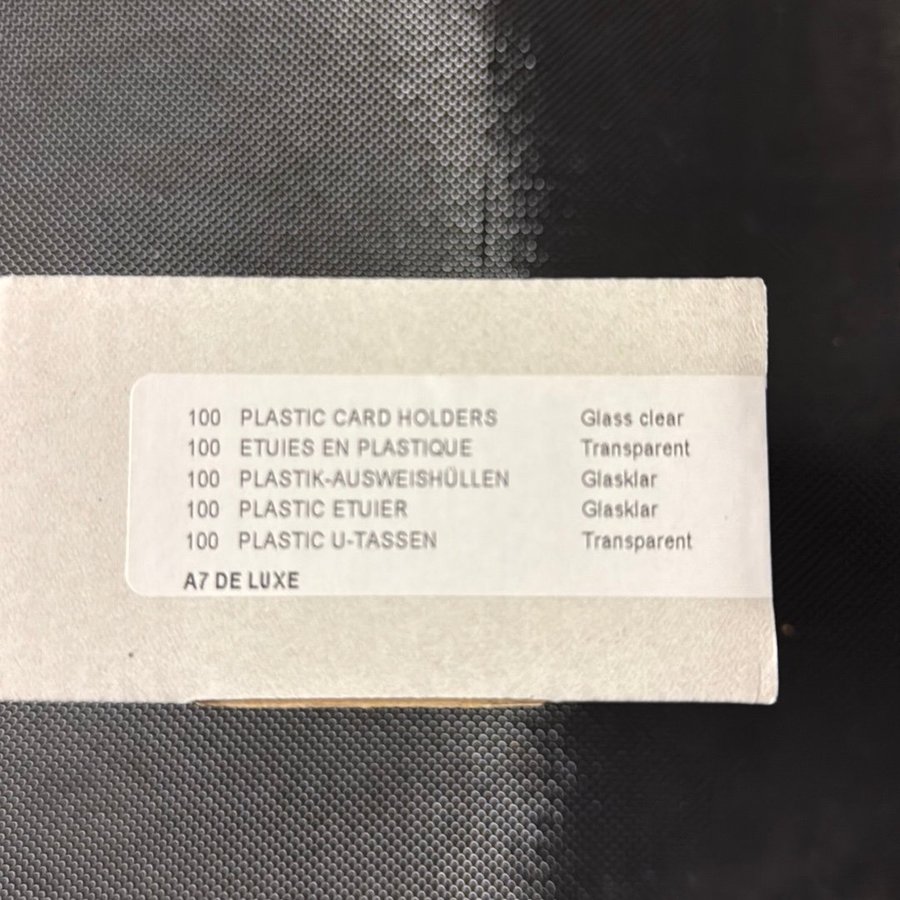 100 PLASTIC CARD HOLDERS Glass clear
100 ETUIES EN PLASTIQUE Transparent
100 PLASTIK-AUSWEISHÜLLEN Glasklar
100 PLASTIC ETUIER Glasklar
100 PLASTIC U-TASSEN Transparent
A7 DE LUXE